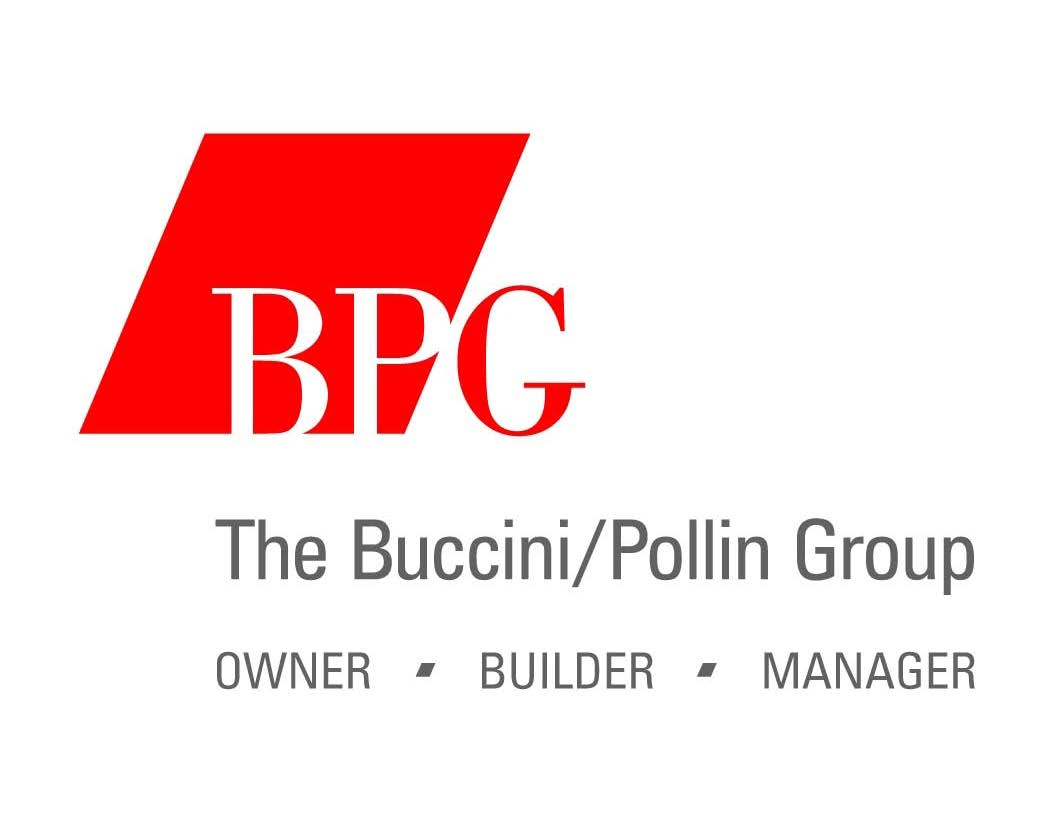 BPG
The Buccini/Pollin Group
OWNER ▰ BUILDER ▰ MANAGER